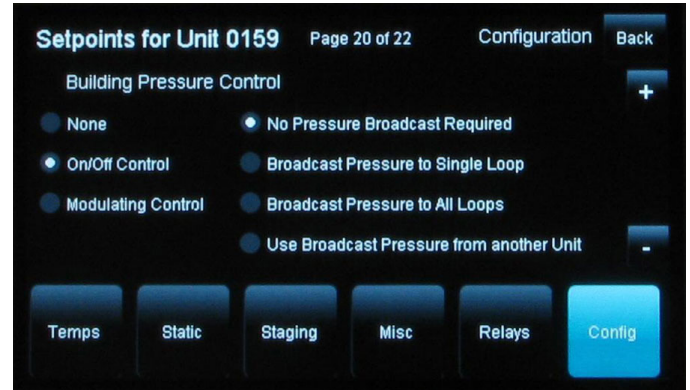 Setpoints for Unit 0159 Page 20 of 22 Configuration Back
Building Pressure Control
+
None No Pressure Broadcast Required
On/Off Control Broadcast Pressure to Single Loop
Modulating Control Broadcast Pressure to All Loops
Use Broadcast Pressure from another Unit -
Temps Static Staging Misc Relays Config